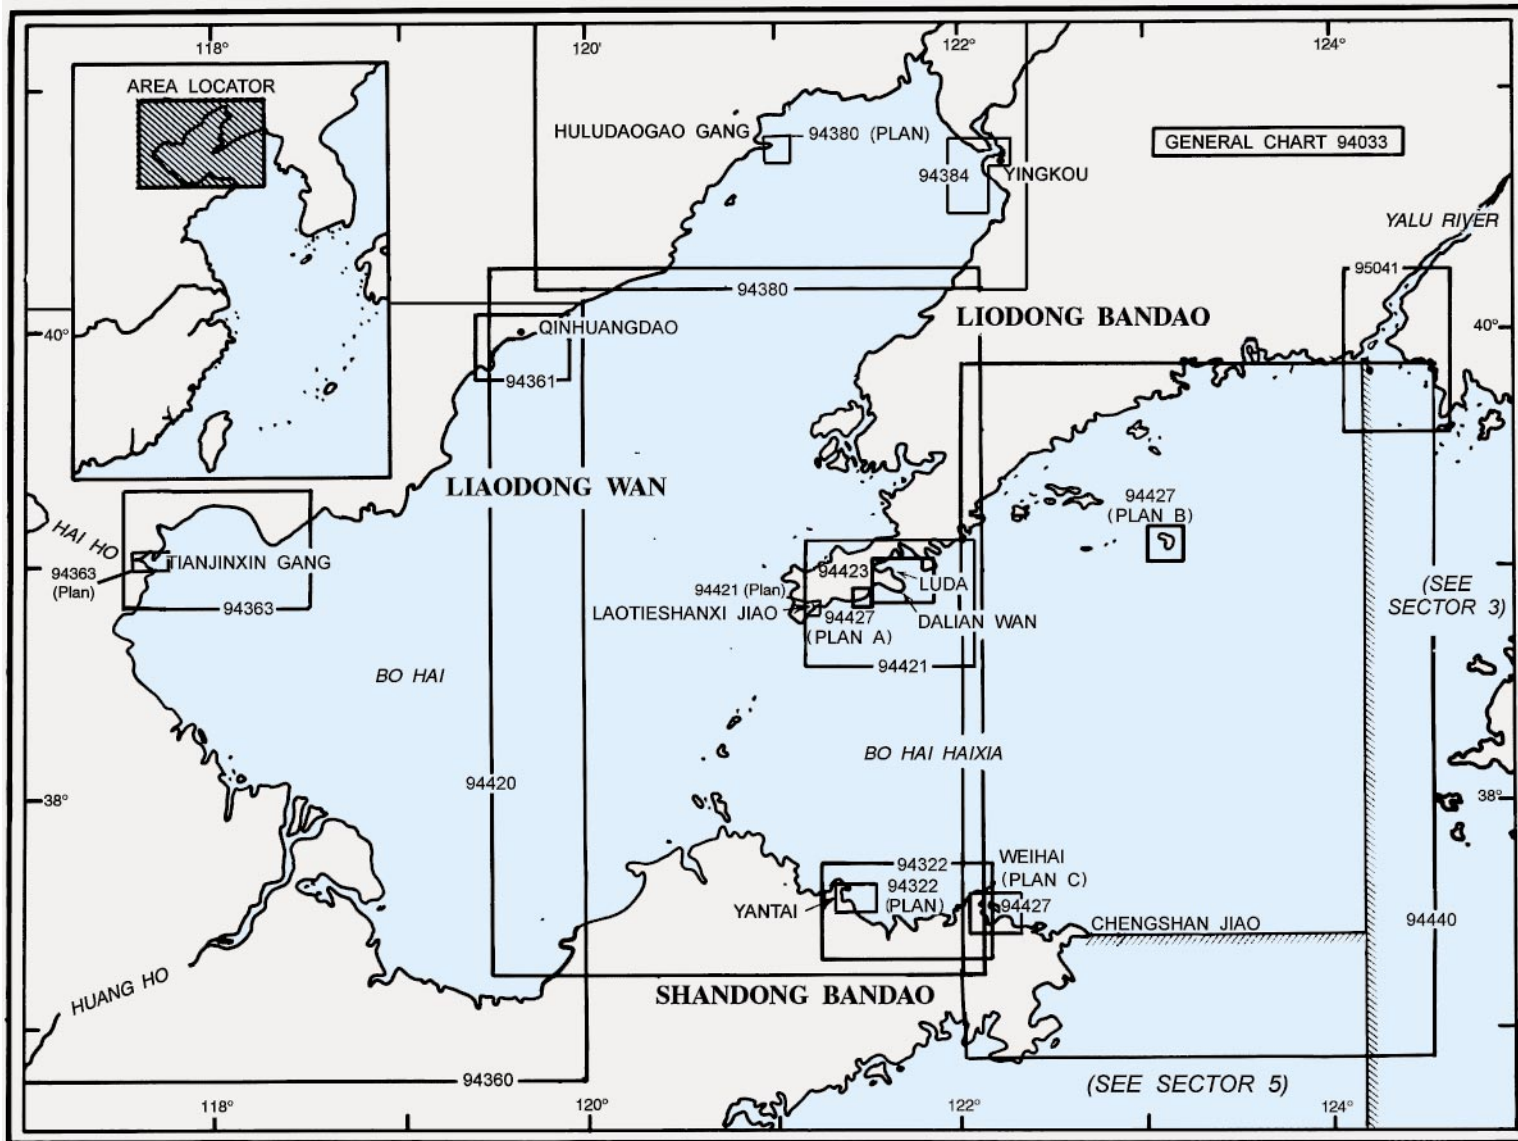 118°
120'
122°
124°
AREA LOCATOR
HULUDAOGAO GANG
94380 (PLAN)
GENERAL CHART 94033
94384
YINGKOU
YALU RIVER
95041
94380
LIODONG BANDAO
40°
QINHUANGDAO
40°
94361
LIAODONG WAN
94427
(PLAN B)
HAI HO
TIANJINXIN GANG
94363
(Plan)
94363
94423
94421 (Plan)
LUDA
LAOTIESHANXI JIAO
94427
(PLAN A)
DALIAN WAN
94421
(SEE
SECTOR 3)
BO HAI
BO HAI HAIXIA
94420
38°
38°
94322
WEIHAI
(PLAN C)
94322
(PLAN)
94427
YANTAI
CHENGSHAN JIAO
94440
HUANG HO
SHANDONG BANDAO
94360
(SEE SECTOR 5)
118°
120°
122°
124°